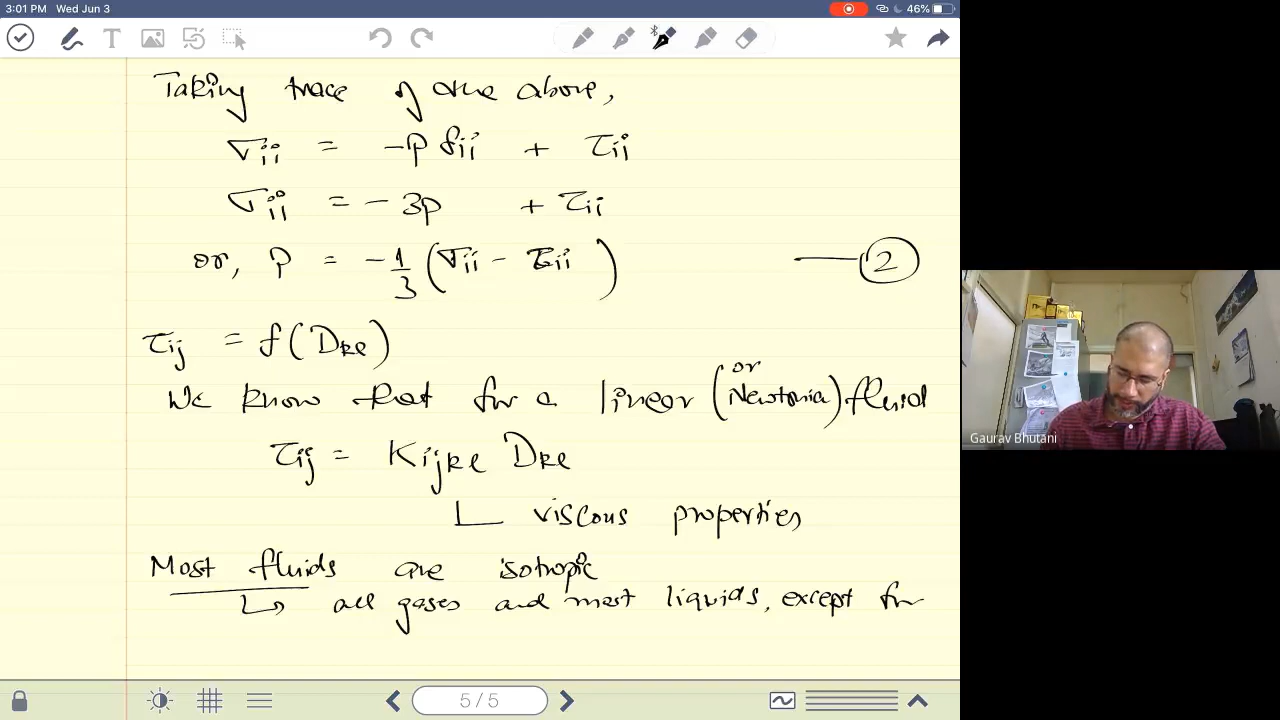 3:01 PM Wed Jun 3
46%
Taking trace of the above,
σii = -p δii + τii
σii = - 3p + τii
or, p = -1/3 (σii - τii) — 2
τij = f(Dkl)
We know that for a linear (or Newtonia) fluid
τij = Kijkl Dkl
viscous properties
Most fluids are isotropic
↳ all gases and most liquids, except for
5 / 5
Gaurav Bhutani